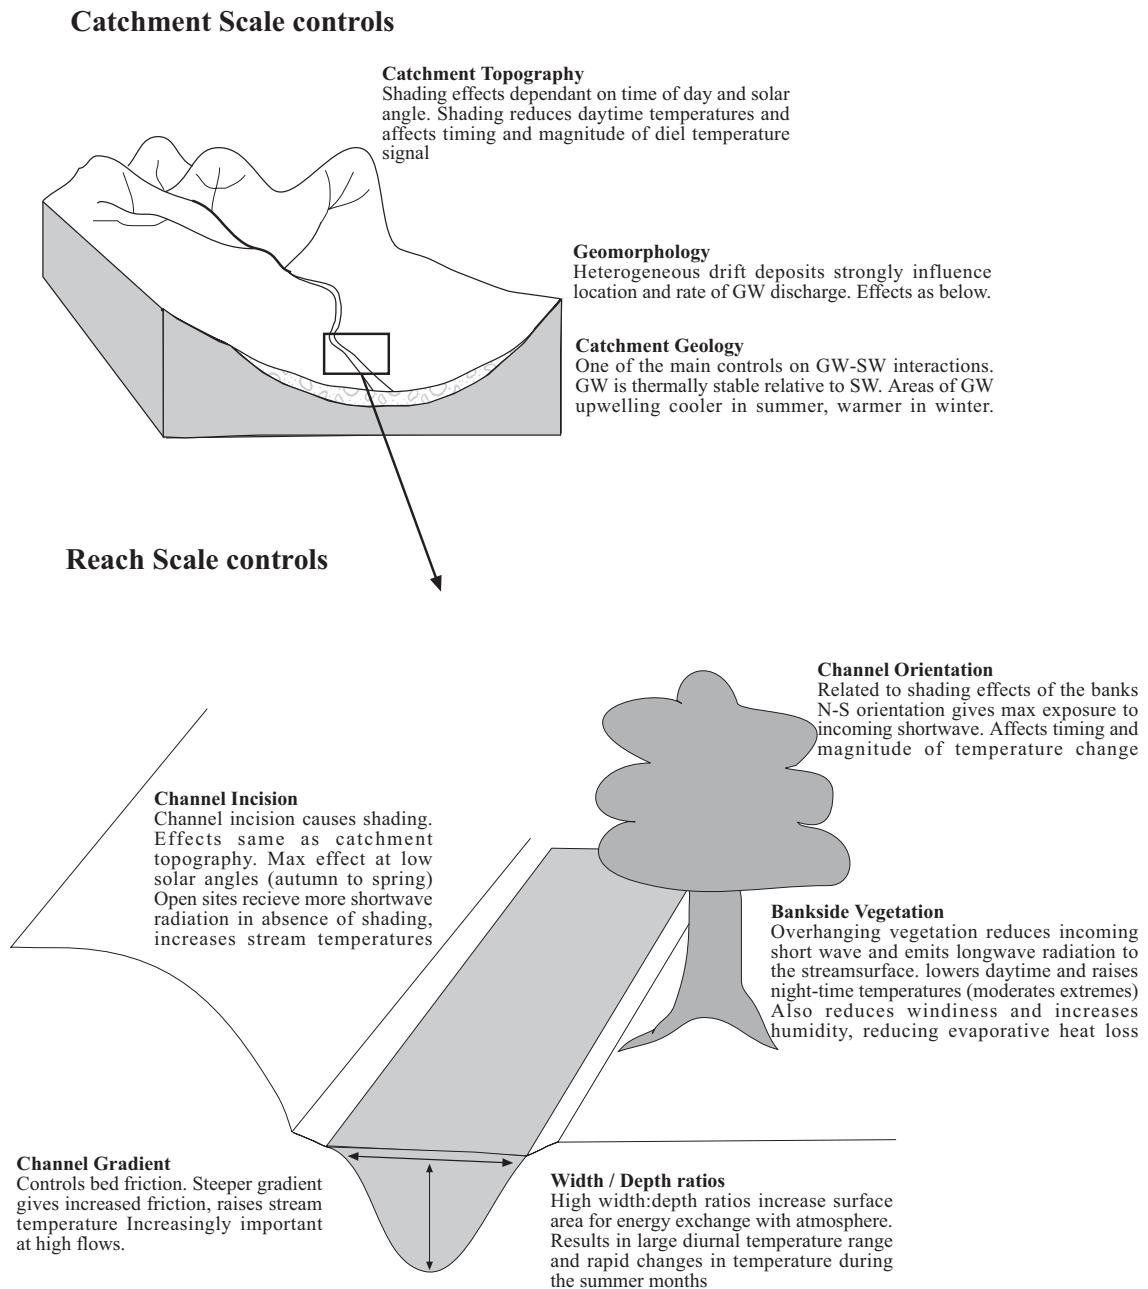 Catchment Scale controls
Catchment Topography
Shading effects dependant on time of day and solar
angle. Shading reduces daytime temperatures and
affects timing and magnitude of diel temperature
signal
Geomorphology
Heterogeneous drift deposits strongly influence
location and rate of GW discharge. Effects as below.
Catchment Geology
One of the main controls on GW-SW interactions.
GW is thermally stable relative to SW. Areas of GW
upwelling cooler in summer, warmer in winter.
Reach Scale controls
Channel Orientation
Related to shading effects of the banks
N-S orientation gives max exposure to
incoming shortwave. Affects timing and
magnitude of temperature change
Channel Incision
Channel incision causes shading.
Effects same as catchment
topography. Max effect at low
solar angles (autumn to spring)
Open sites recieve more shortwave
radiation in absence of shading,
increases stream temperatures
Bankside Vegetation
Overhanging vegetation reduces incoming
short wave and emits longwave radiation to
the streamsurface. lowers daytime and raises
night-time temperatures (moderates extremes)
Also reduces windiness and increases
humidity, reducing evaporative heat loss
Channel Gradient
Controls bed friction. Steeper gradient
gives increased friction, raises stream
temperature Increasingly important
at high flows.
Width / Depth ratios
High width:depth ratios increase surface
area for energy exchange with atmosphere.
Results in large diurnal temperature range
and rapid changes in temperature during
the summer months